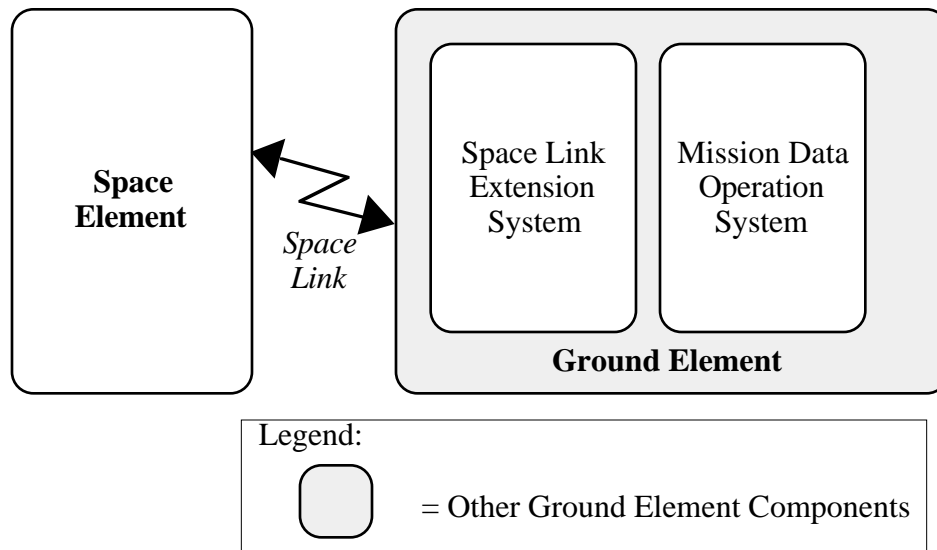 Space
Element
Space
Link
Space Link
Extension
System
Mission Data
Operation
System
Ground Element
Legend:
= Other Ground Element Components